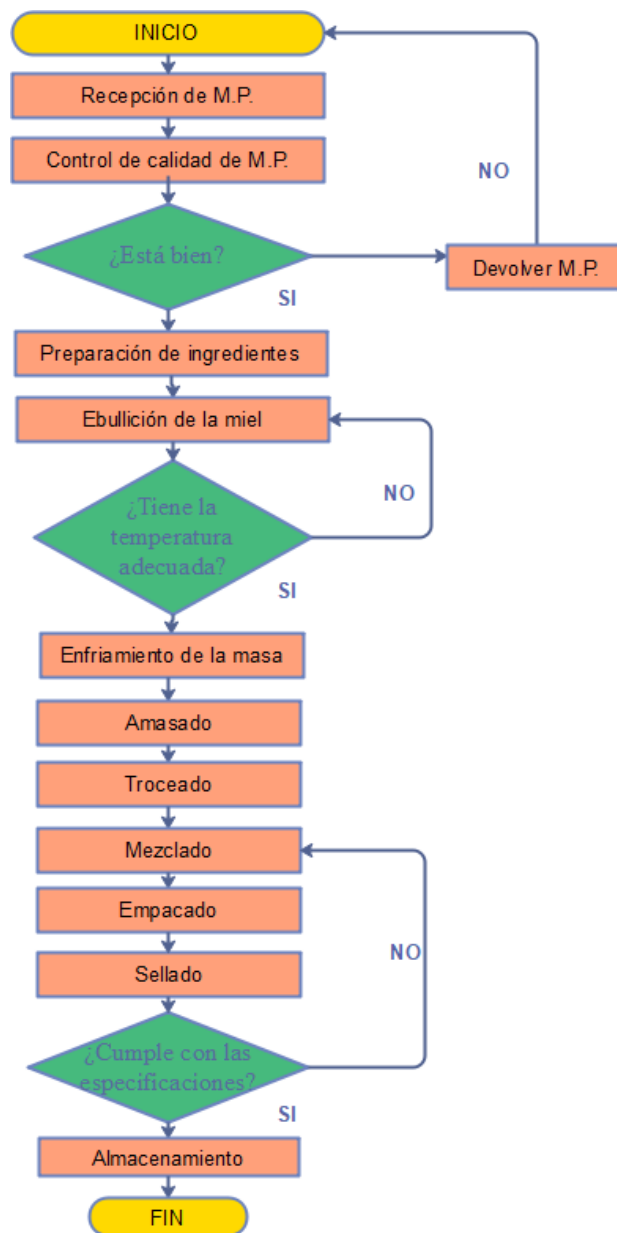 INICIO
Recepción de M.P.
Control de calidad de M.P.
NO
¿Está bien?
Devolver M.P.
SI
Preparación de ingredientes
Ebullición de la miel
NO
¿Tiene la
temperatura
adecuada?
SI
Enfriamiento de la masa
Amasado
Troceado
Mezclado
Empacado
NO
Sellado
¿Cumple con las
especificaciones?
SI
Almacenamiento
FIN